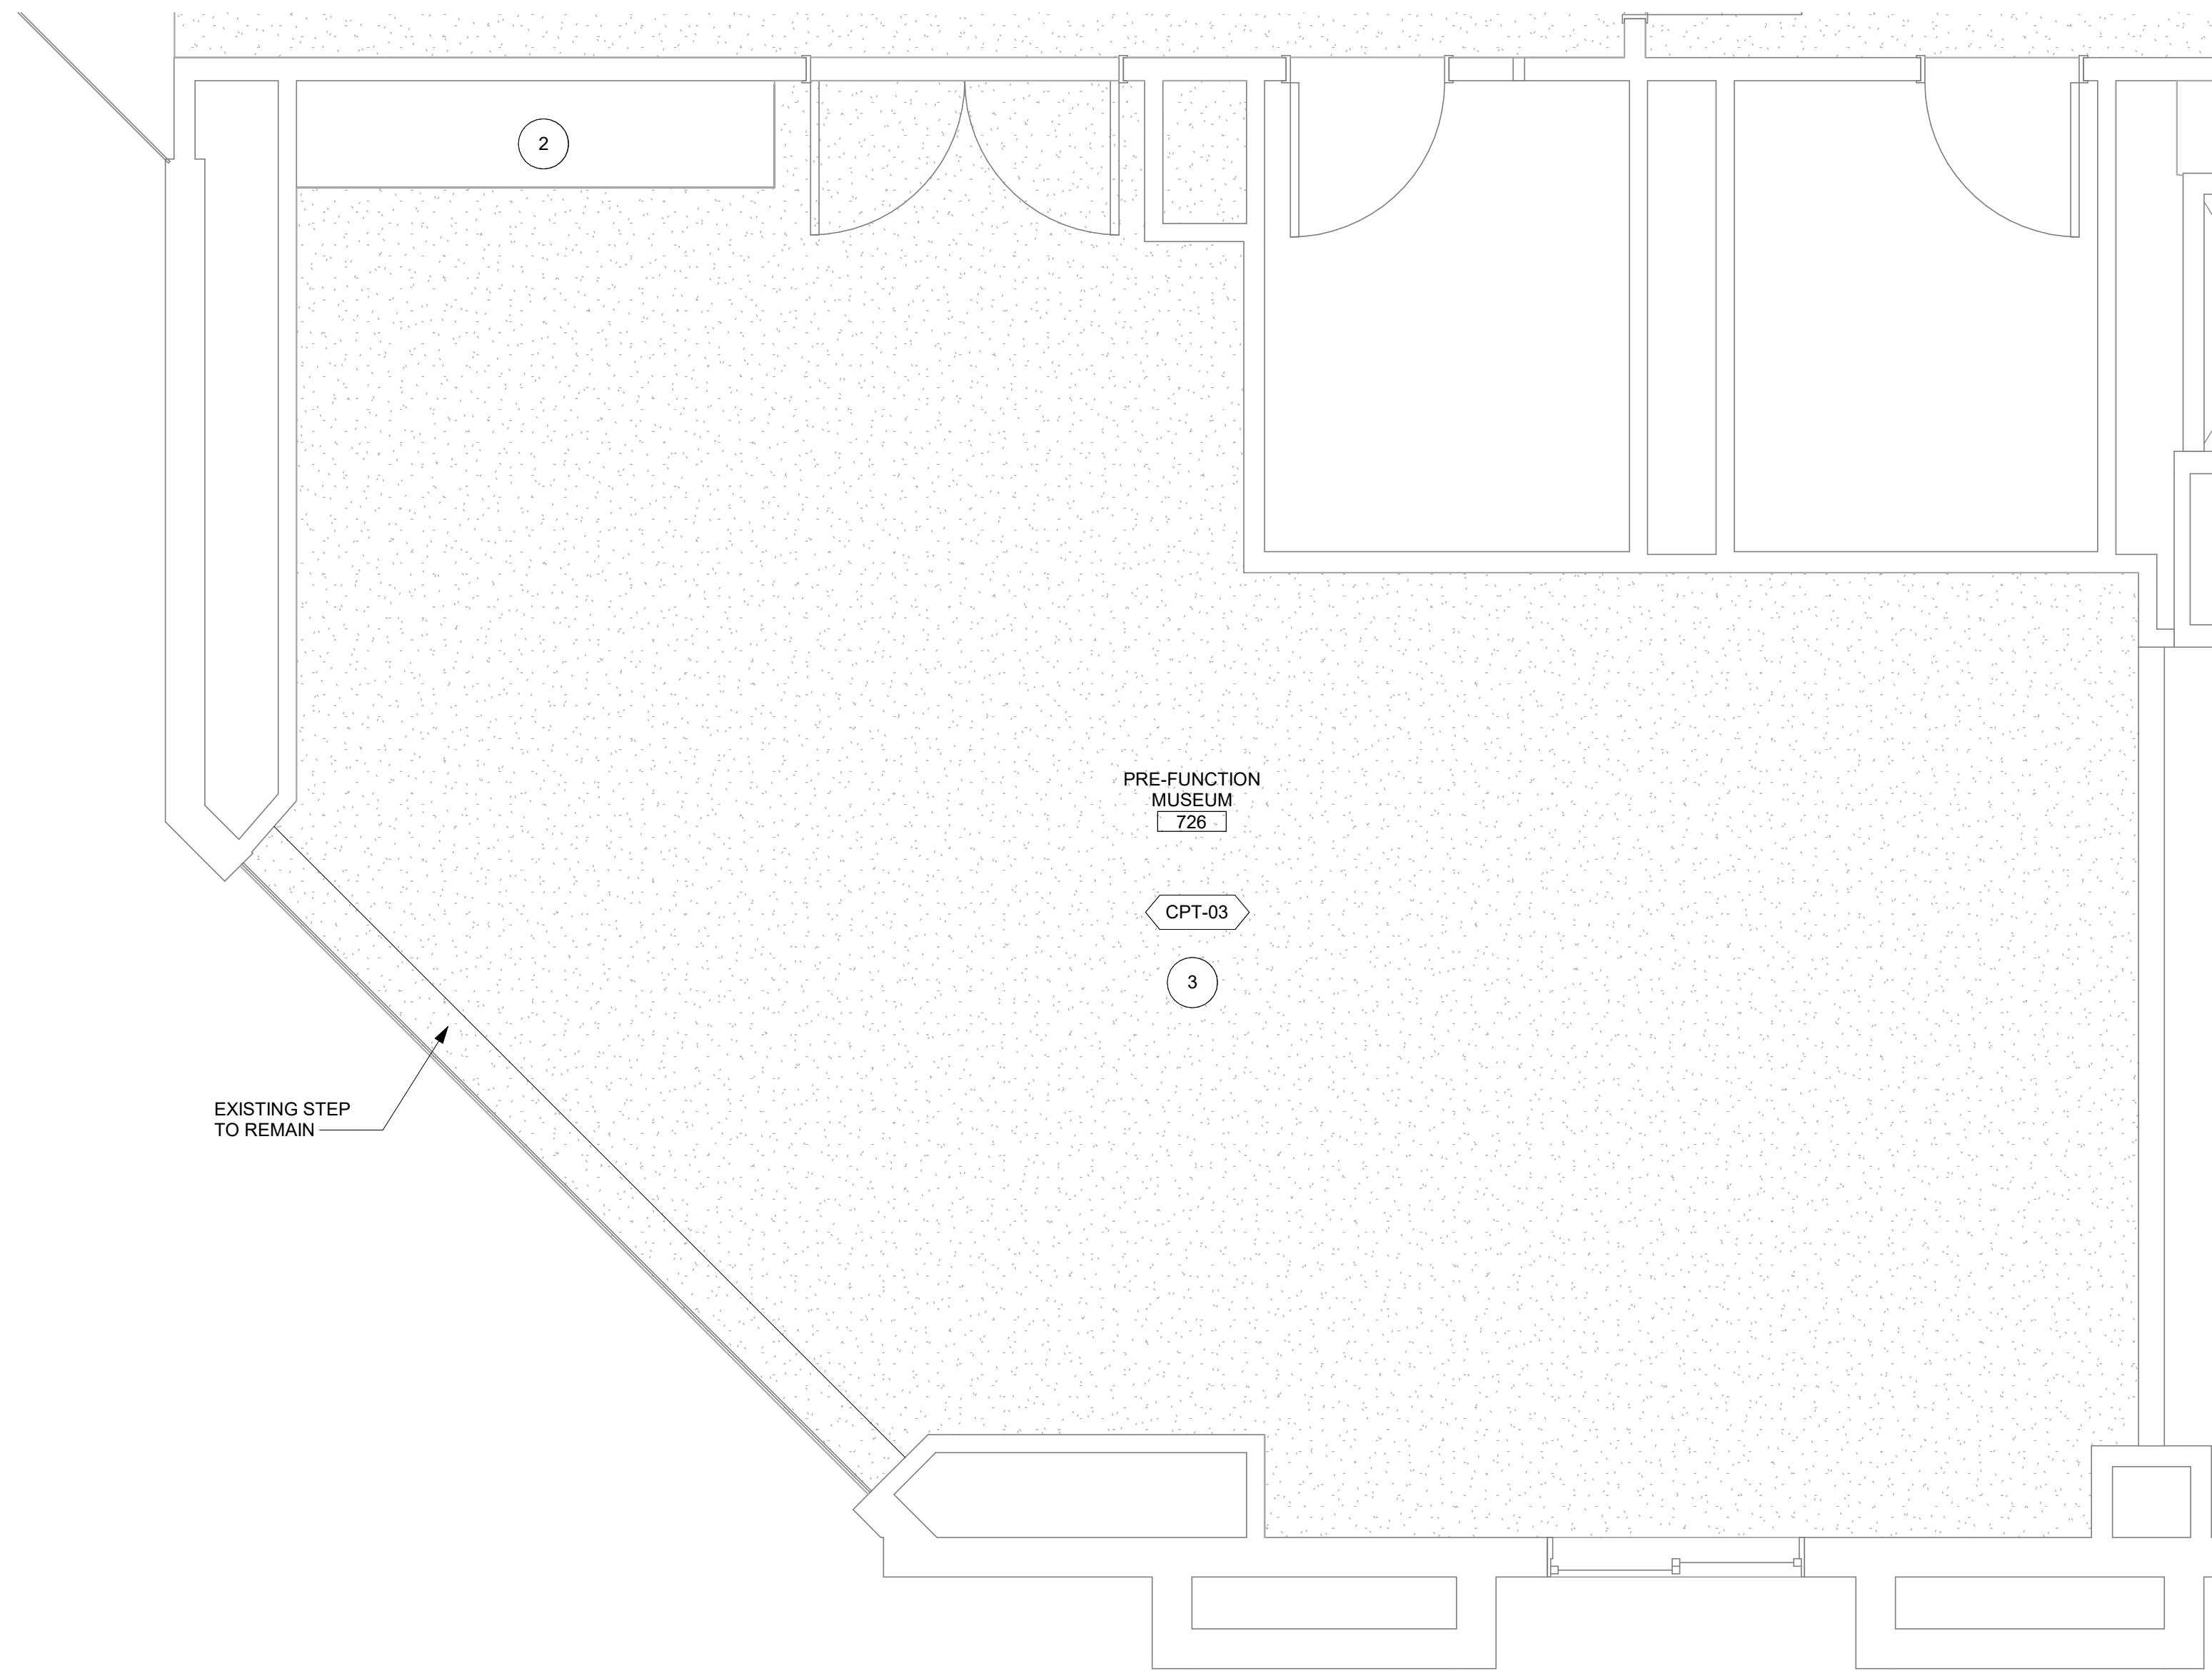 2
PRE-FUNCTION
MUSEUM
726
CPT-03
3
EXISTING STEP
TO REMAIN